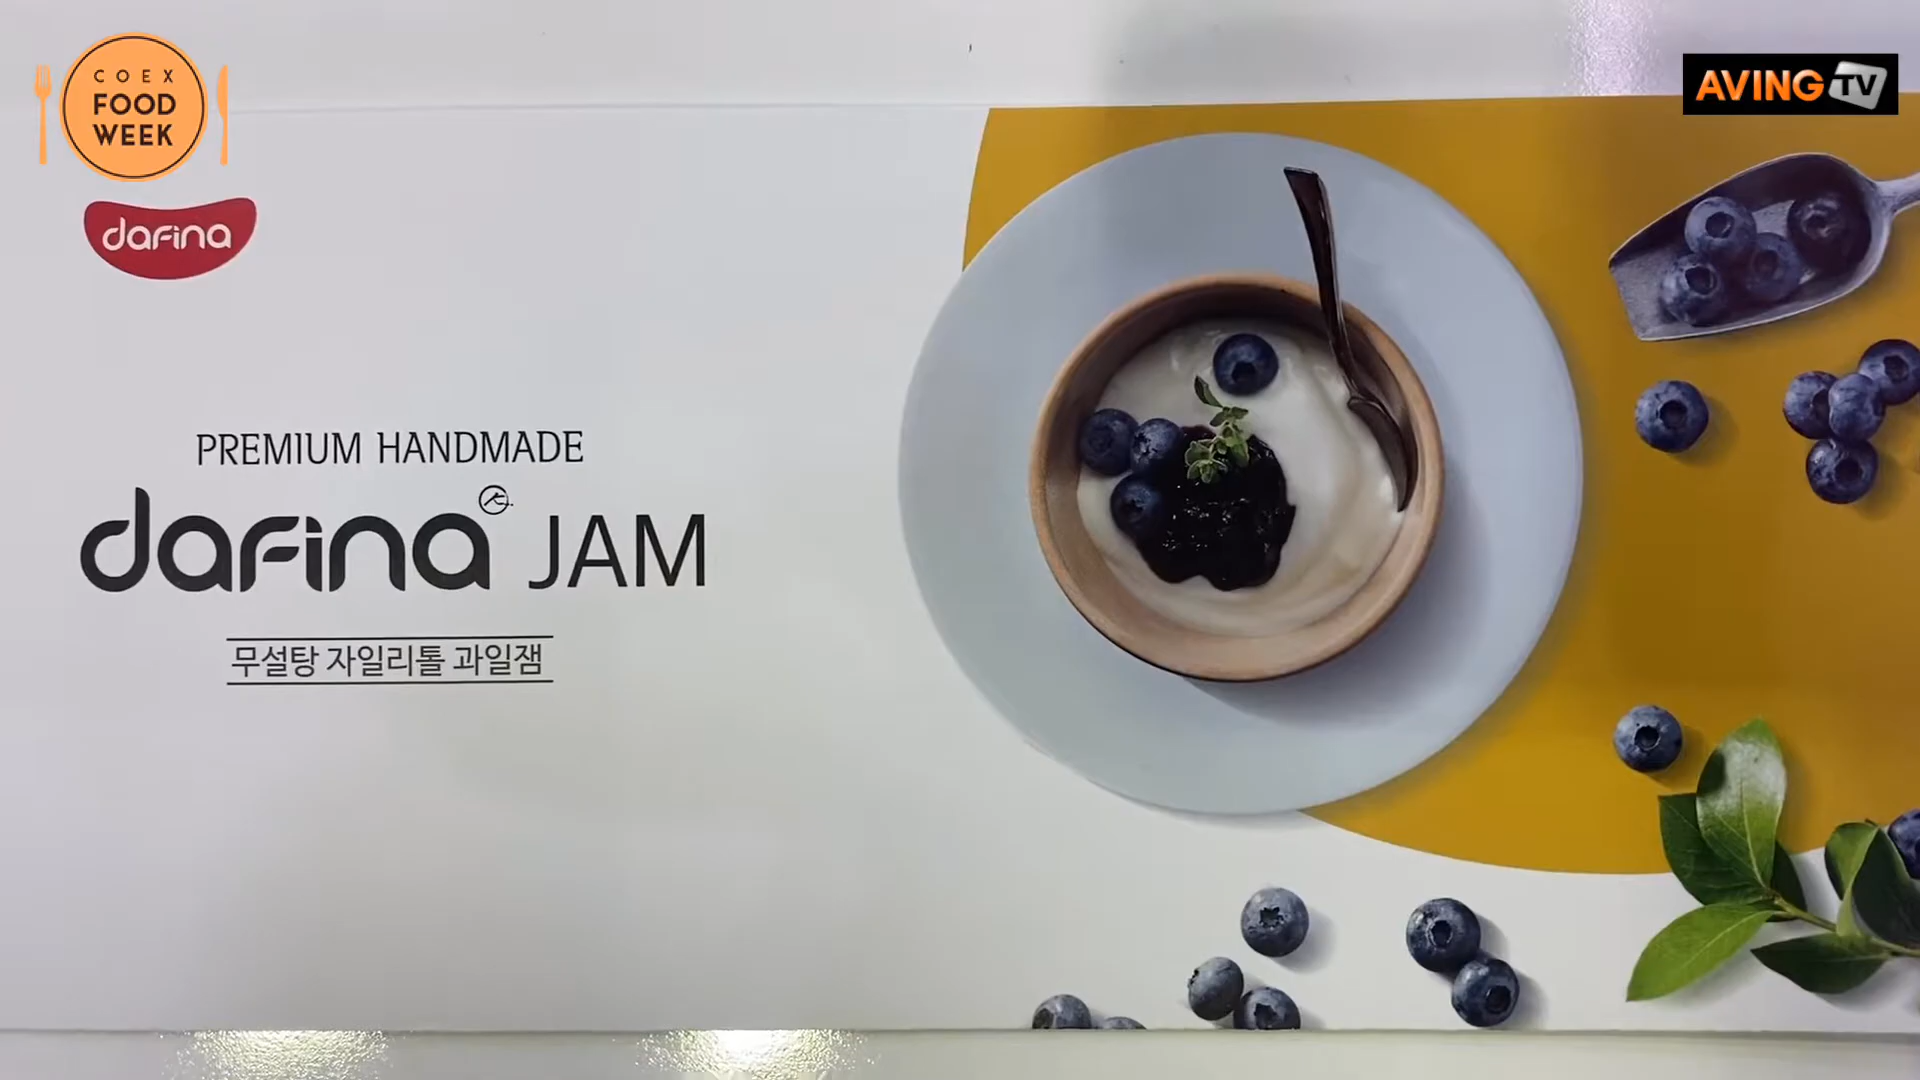 COEX
FOOD
WEEK
AVING TV
dafina
PREMIUM HANDMADE
dafina JAM
무설탕 자일리톨 과일잼